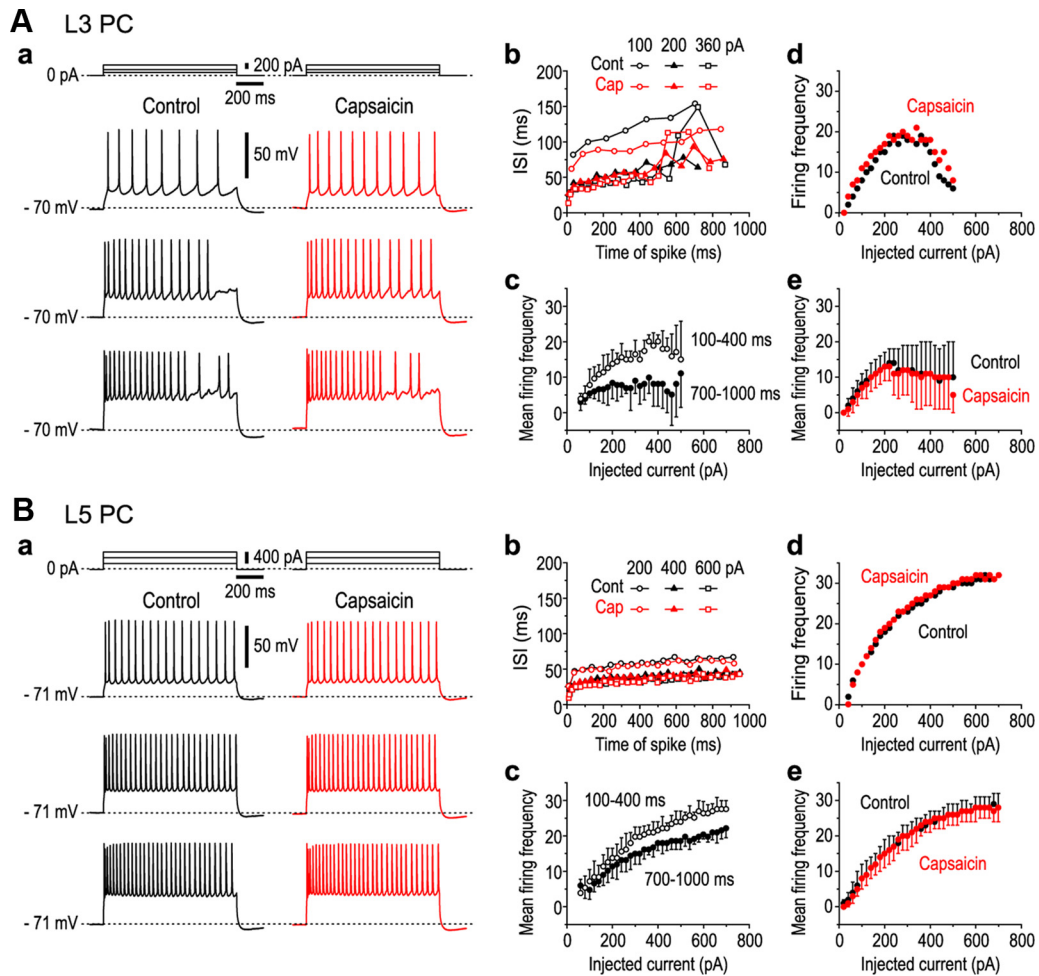 A L3 PC
a
0 pA
200 pA
200 ms
Control Capsaicin
50 mV
- 70 mV
- 70 mV
- 70 mV
b
100 200 360 pA
Cont
Cap
200
150
100
50
0
ISI (ms)
0 200 400 600 800 1000
Time of spike (ms)
d
30
20
10
0
Firing frequency
Capsaicin
Control
0 200 400 600 800
Injected current (pA)
c
30
20
10
0
Mean firing frequency
100-400 ms
700-1000 ms
0 200 400 600 800
Injected current (pA)
e
30
20
10
0
Mean firing frequency
Control
Capsaicin
0 200 400 600 800
Injected current (pA)
B L5 PC
a
0 pA
400 pA
200 ms
Control Capsaicin
50 mV
- 71 mV
- 71 mV
- 71 mV
b
200 400 600 pA
Cont
Cap
200
150
100
50
0
ISI (ms)
0 200 400 600 800 1000
Time of spike (ms)
d
30
20
10
0
Firing frequency
Capsaicin
Control
0 200 400 600 800
Injected current (pA)
c
30
20
10
0
Mean firing frequency
100-400 ms
700-1000 ms
0 200 400 600 800
Injected current (pA)
e
30
20
10
0
Mean firing frequency
Control
Capsaicin
0 200 400 600 800
Injected current (pA)